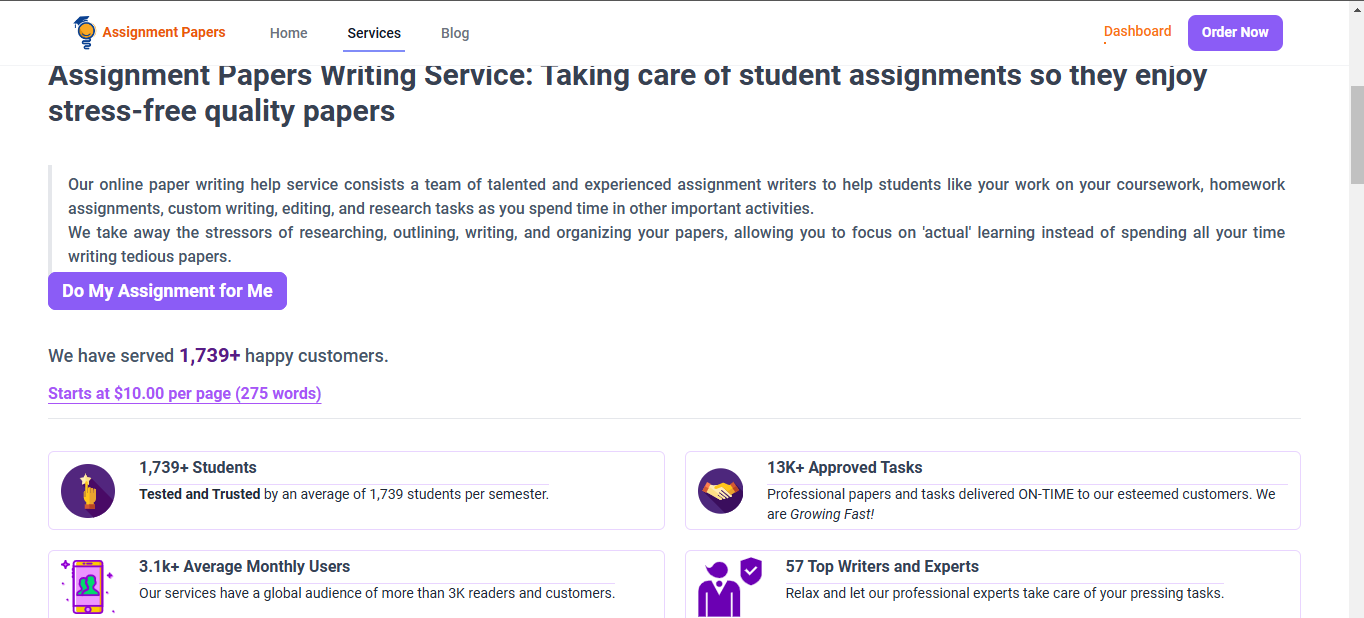 Assignment Papers
Home
Services
Blog
Dashboard
Order Now
Assignment Papers Writing Service: Taking care of student assignments so they enjoy
stress-free quality papers
Our online paper writing help service consists a team of talented and experienced assignment writers to help students like your work on your coursework, homework
assignments, custom writing, editing, and research tasks as you spend time in other important activities.
We take away the stressors of researching, outlining, writing, and organizing your papers, allowing you to focus on 'actual' learning instead of spending all your time
writing tedious papers.
Do My Assignment for Me
We have served 1,739+ happy customers.
Starts at $10.00 per page (275 words)
1,739+ Students
Tested and Trusted by an average of 1,739 students per semester.
13K+ Approved Tasks
Professional papers and tasks delivered ON-TIME to our esteemed customers. We
are Growing Fast!
3.1k+ Average Monthly Users
Our services have a global audience of more than 3K readers and customers.
57 Top Writers and Experts
Relax and let our professional experts take care of your pressing tasks.